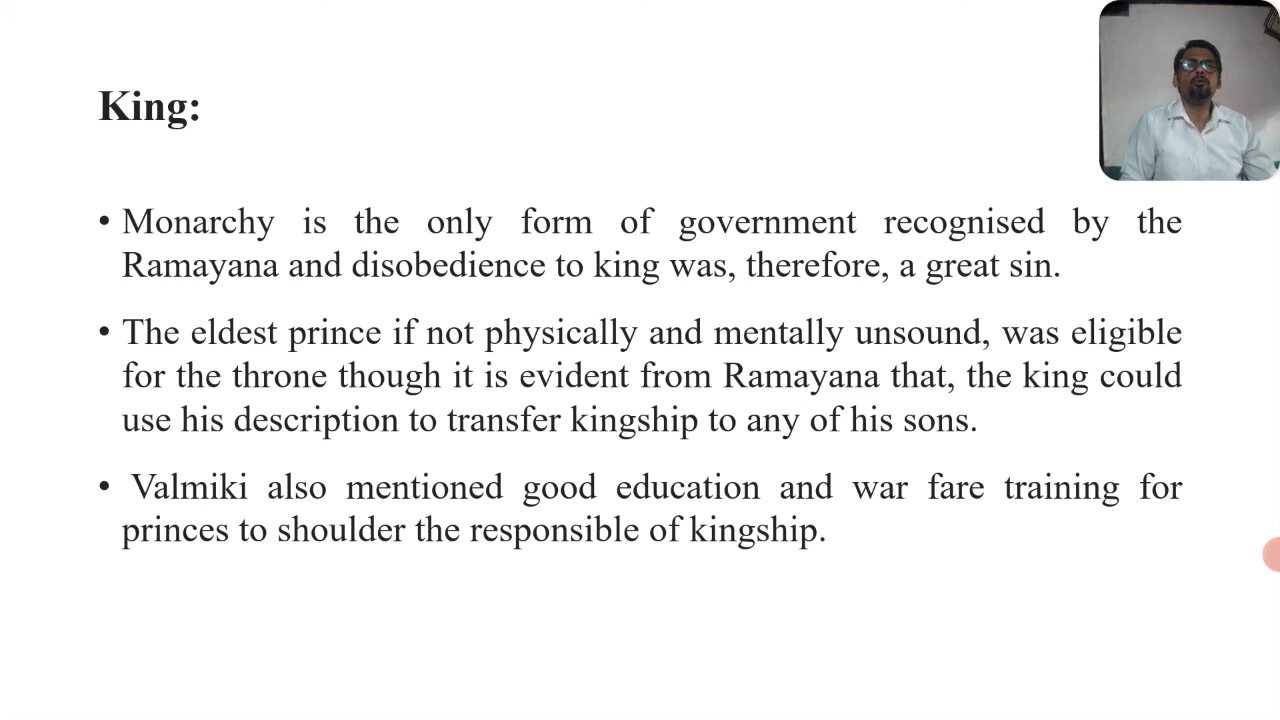 King:
• Monarchy is the only form of government recognised by the
Ramayana and disobedience to king was, therefore, a great sin.
• The eldest prince if not physically and mentally unsound, was eligible
for the throne though it is evident from Ramayana that, the king could
use his description to transfer kingship to any of his sons.
• Valmiki also mentioned good education and war fare training for
princes to shoulder the responsible of kingship.